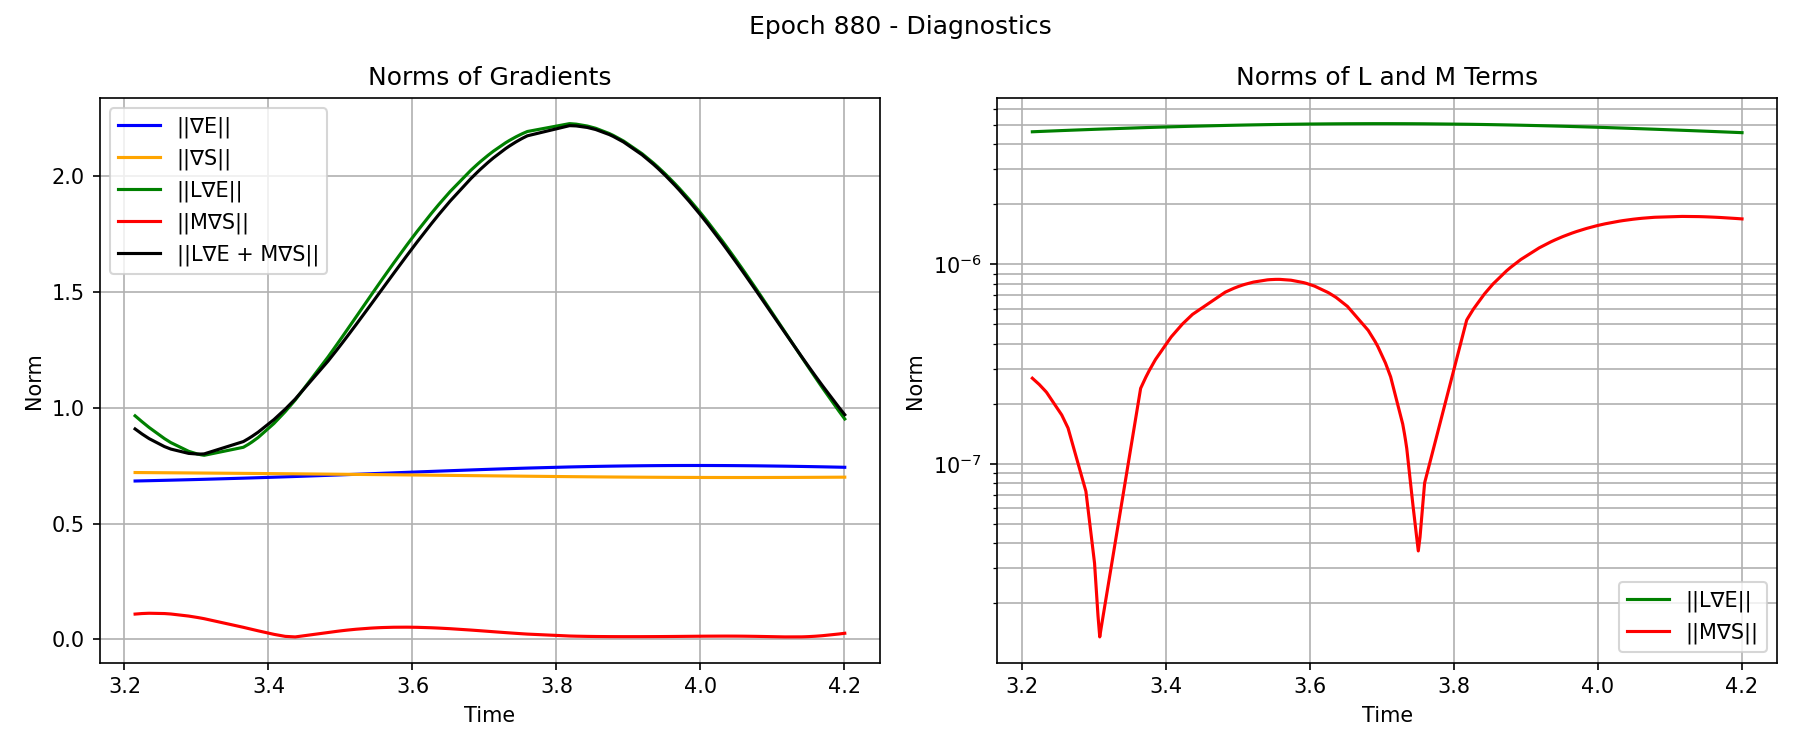 Epoch 880 - Diagnostics
Norms of Gradients
||∇E||
||∇S||
||L∇E||
||M∇S||
||L∇E + M∇S||
Norm
2.0
1.5
1.0
0.5
0.0
3.2 3.4 3.6 3.8 4.0 4.2
Time
Norms of L and M Terms
Norm
10⁻⁶
10⁻⁷
||L∇E||
||M∇S||
3.2 3.4 3.6 3.8 4.0 4.2
Time